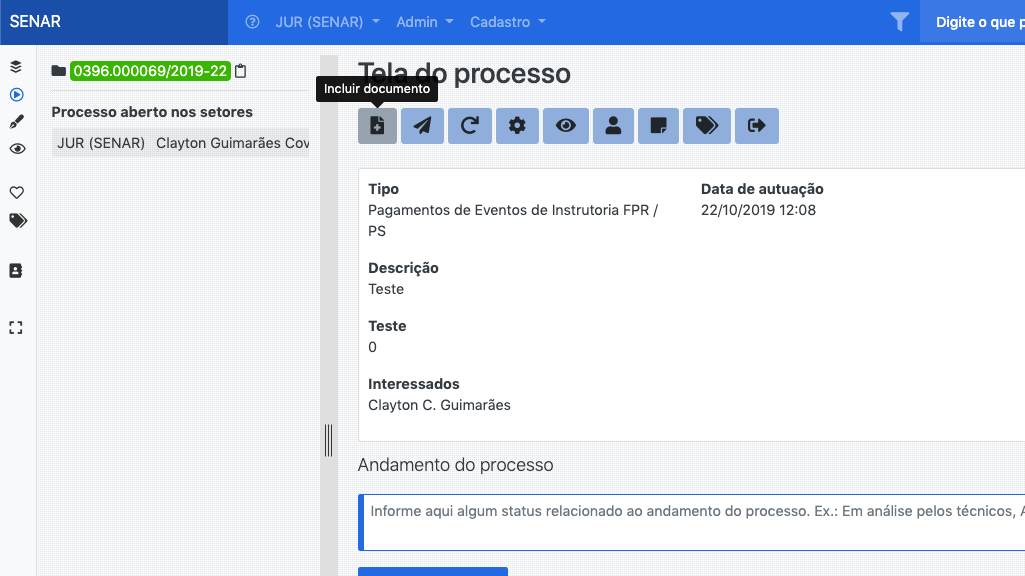 SENAR
JUR (SENAR)
Admin
Cadastro
Digite o que
0396.000069/2019-22
Processo aberto nos setores
JUR (SENAR) Clayton Guimarães Cov
Tela do processo
Incluir documento
Tipo
Pagamentos de Eventos de Instrutoria FPR /
PS
Data de autuação
22/10/2019 12:08
Descrição
Teste
Teste
0
Interessados
Clayton C. Guimarães
Andamento do processo
Informe aqui algum status relacionado ao andamento do processo. Ex.: Em análise pelos técnicos,